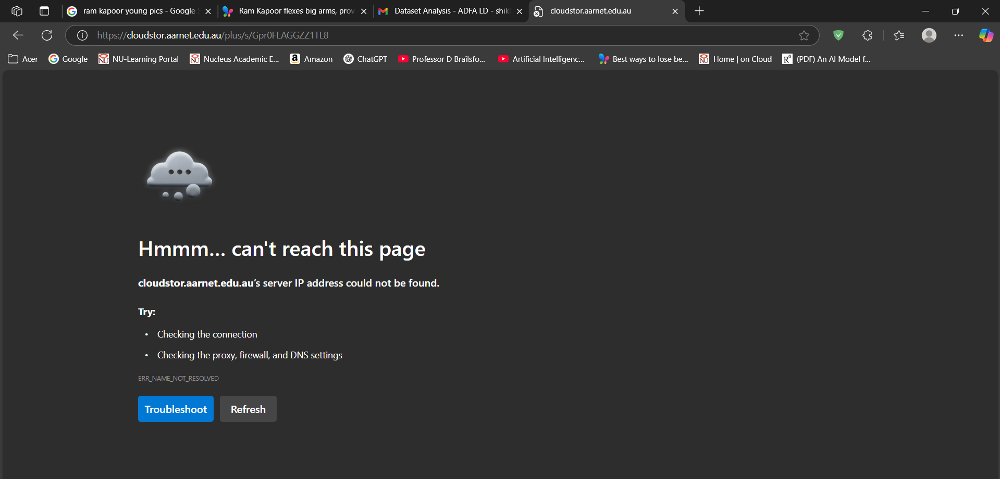 ram kapoor young pics - Google S
Ram Kapoor flexes big arms, prov
Dataset Analysis - ADFA LD - shik
cloudstor.aarnet.edu.au
https://cloudstor.aarnet.edu.au/plus/s/Gpr0FLAGGZZ1TL8
Acer
Google
NU-Learning Portal
Nucleus Academic E...
Amazon
ChatGPT
Professor D Brailsfo...
Artificial Intelligenc...
Best ways to lose be...
Home | on Cloud
(PDF) An AI Model f...
Hmmm... can't reach this page
cloudstor.aarnet.edu.au's server IP address could not be found.
Try:
• Checking the connection
• Checking the proxy, firewall, and DNS settings
ERR_NAME_NOT_RESOLVED
Troubleshoot
Refresh